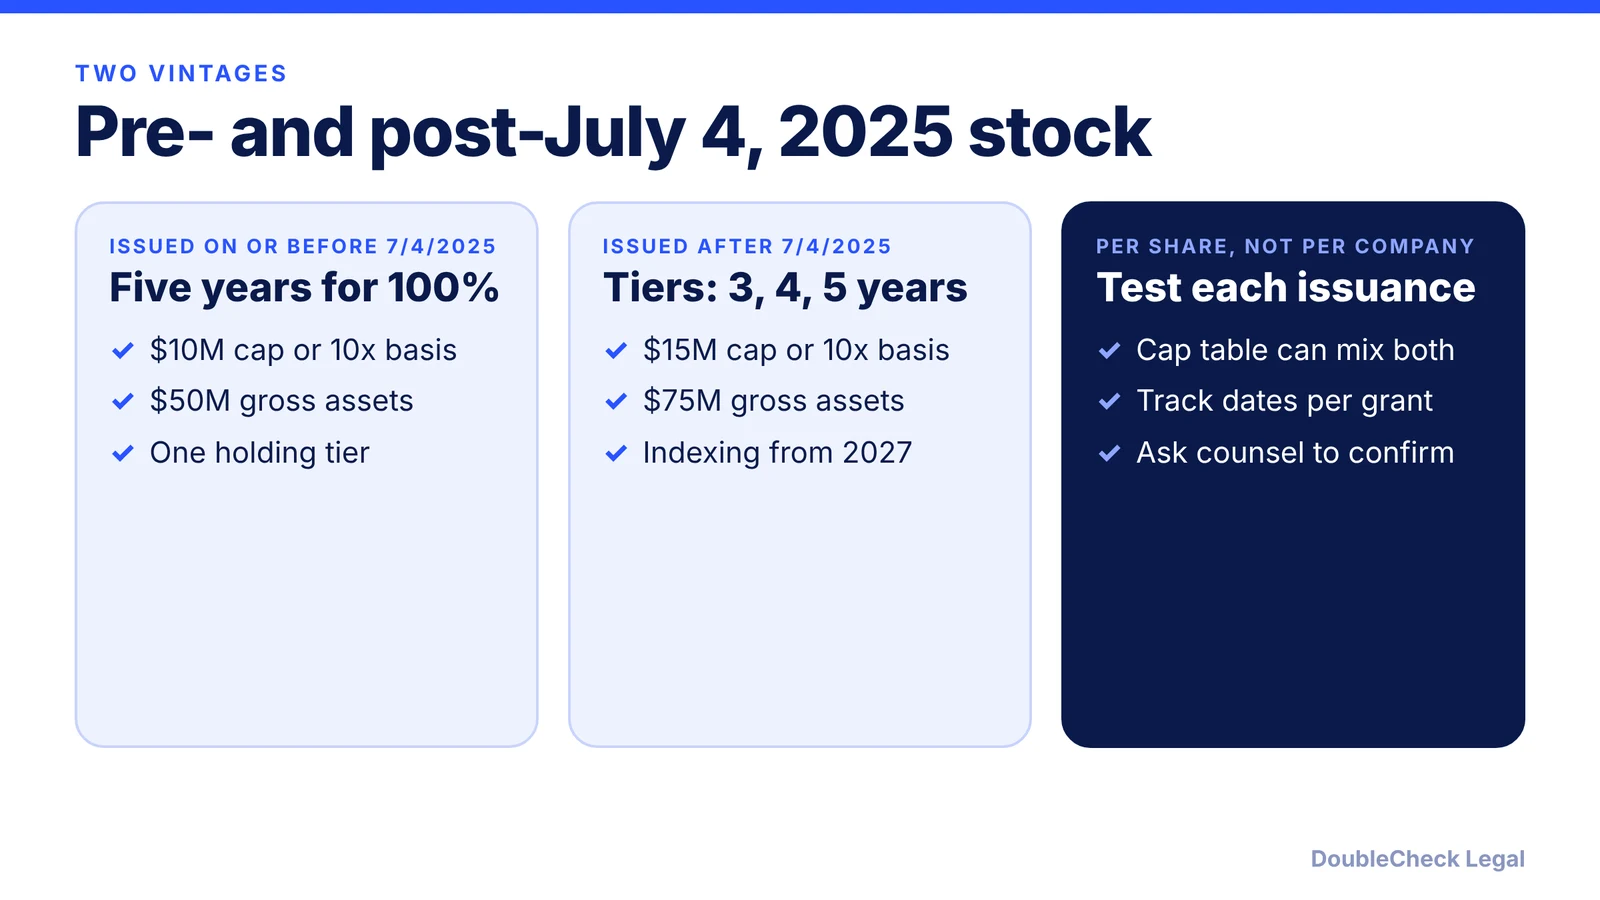 TWO VINTAGES
Pre- and post-July 4, 2025 stock
ISSUED ON OR BEFORE 7/4/2025
Five years for 100%
$10M cap or 10x basis
$50M gross assets
One holding tier
ISSUED AFTER 7/4/2025
Tiers: 3, 4, 5 years
$15M cap or 10x basis
$75M gross assets
Indexing from 2027
PER SHARE, NOT PER COMPANY
Test each issuance
Cap table can mix both
Track dates per grant
Ask counsel to confirm
DoubleCheck Legal